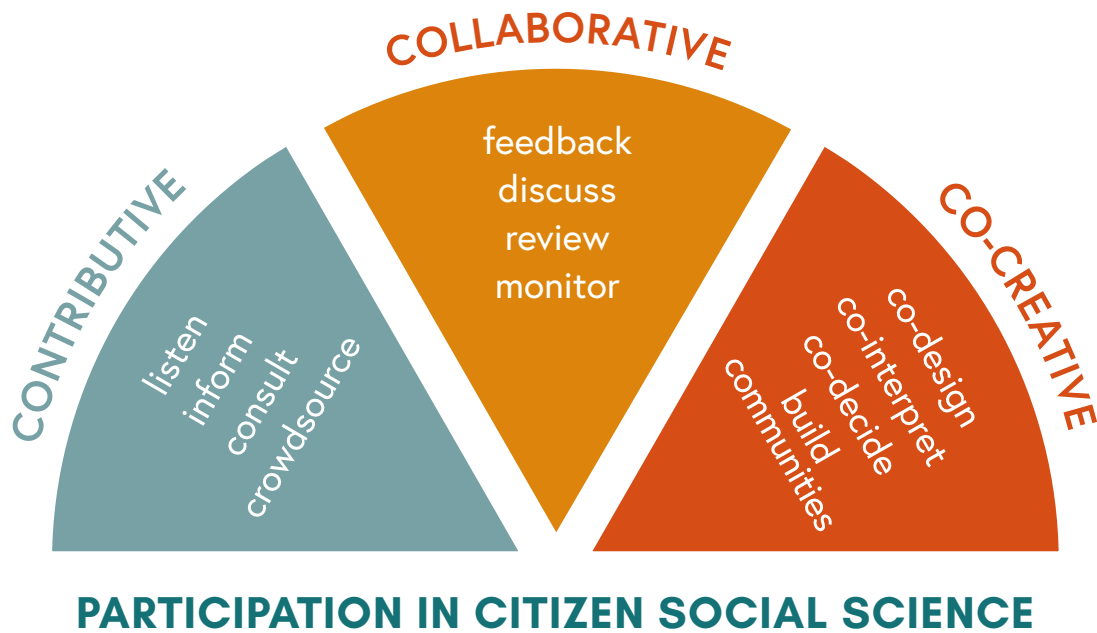 CONTRIBUTIVE
listen
inform
consult
crowdsource
COLLABORATIVE
feedback
discuss
review
monitor
CO-CREATIVE
co-design
co-interpret
co-decide
build
communities
PARTICIPATION IN CITIZEN SOCIAL SCIENCE